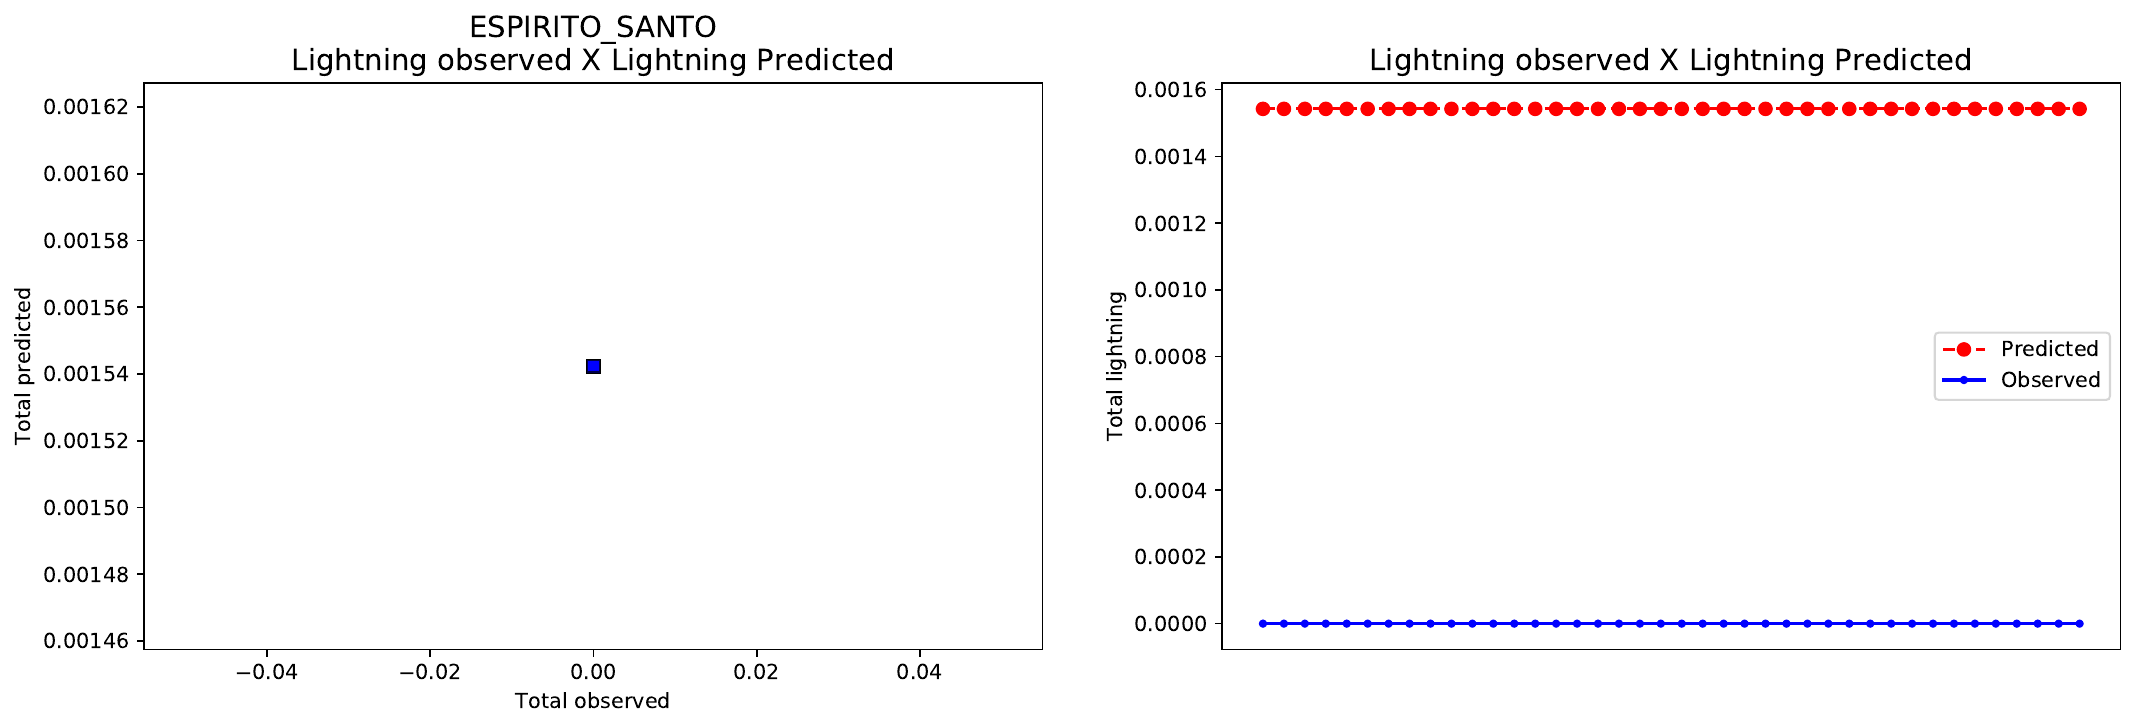 ESPIRITO_SANTO
Lightning observed X Lightning Predicted
0.00162
0.00160
0.00158
0.00156
0.00154
0.00152
0.00150
0.00148
0.00146
Total predicted
−0.04
−0.02
0.00
0.02
0.04
Total observed
Lightning observed X Lightning Predicted
0.0016
0.0014
0.0012
0.0010
0.0008
0.0006
0.0004
0.0002
0.0000
Total lightning
Predicted
Observed